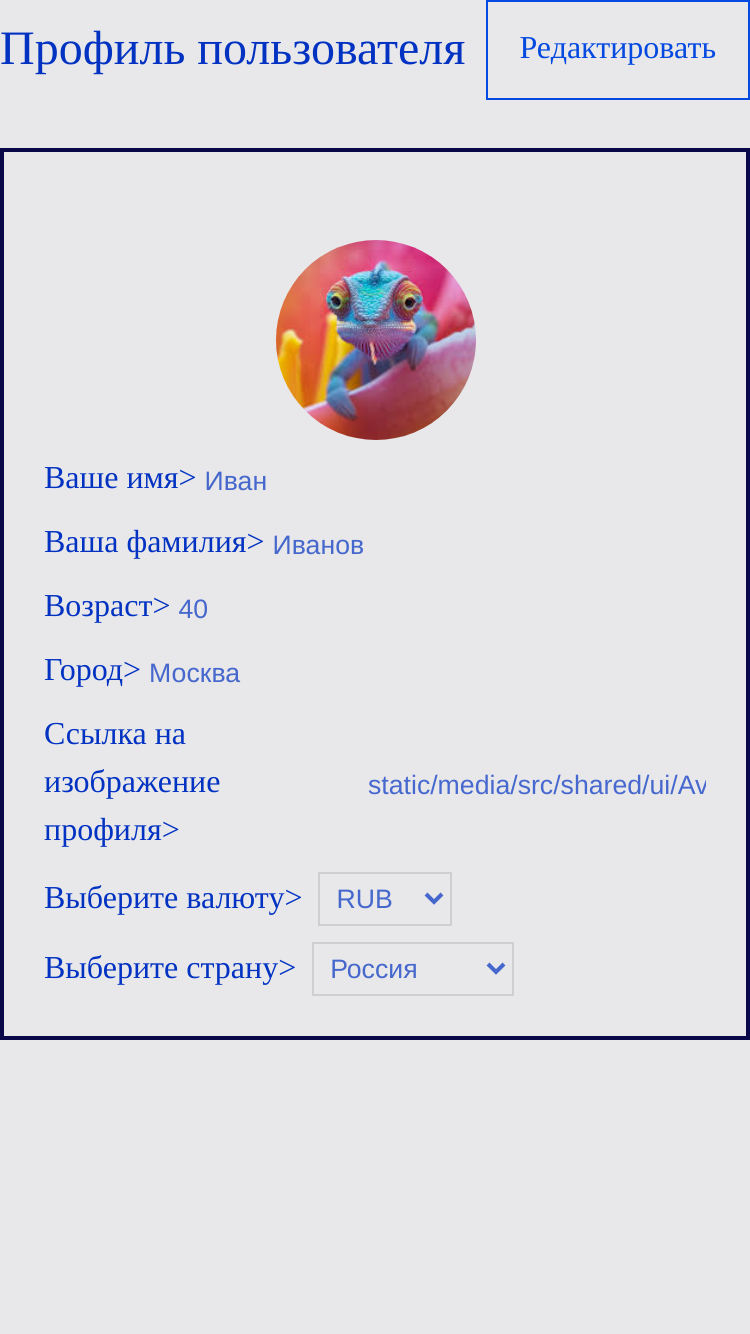 Профиль пользователя
Редактировать
Ваше имя> Иван
Ваша фамилия> Иванов
Возраст> 40
Город> Москва
Ссылка на
изображение static/media/src/shared/ui/Av
профиля>
Выберите валюту> RUB
Выберите страну> Россия